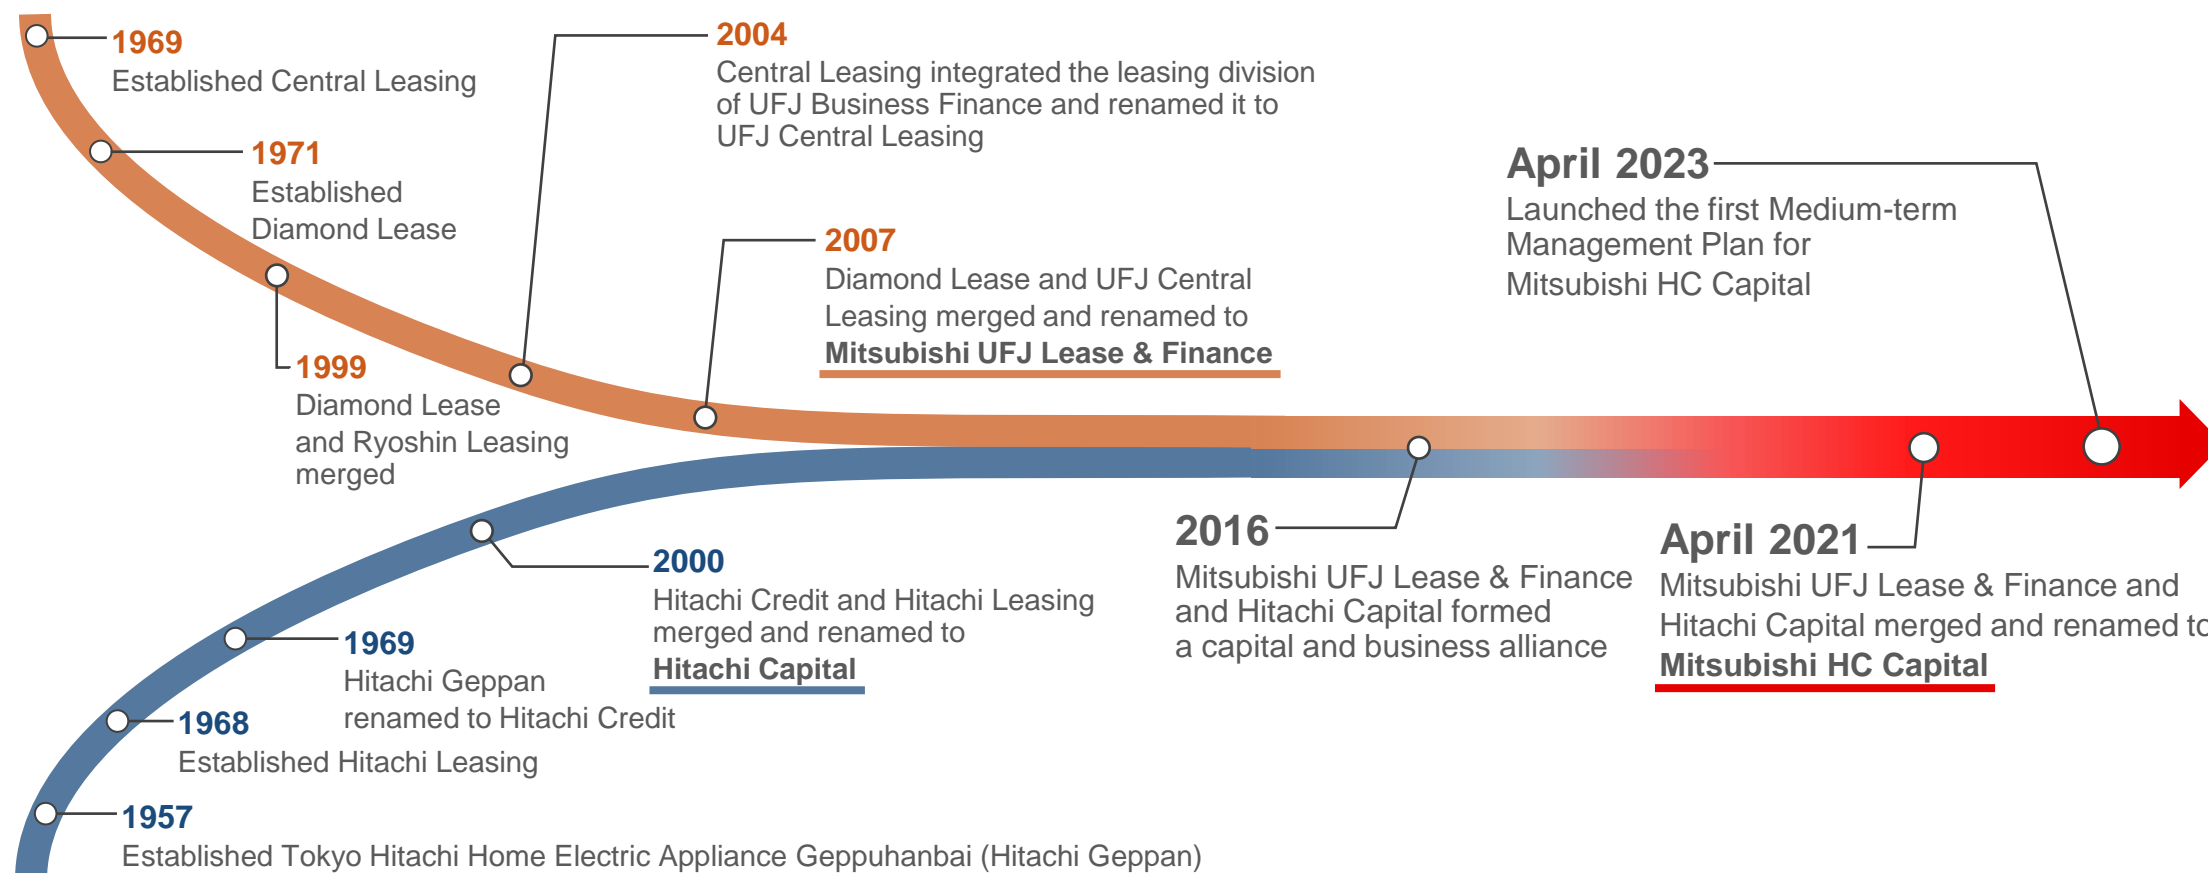 1969
Established Central Leasing
1971
Established
Diamond Lease
1999
Diamond Lease
and Ryoshin Leasing
merged
2004
Central Leasing integrated the leasing division
of UFJ Business Finance and renamed it to
UFJ Central Leasing
2007
Diamond Lease and UFJ Central
Leasing merged and renamed to
Mitsubishi UFJ Lease & Finance
April 2023
Launched the first Medium-term
Management Plan for
Mitsubishi HC Capital
2016
Mitsubishi UFJ Lease & Finance
and Hitachi Capital formed
a capital and business alliance
April 2021
Mitsubishi UFJ Lease & Finance and
Hitachi Capital merged and renamed to
Mitsubishi HC Capital
2000
Hitachi Credit and Hitachi Leasing
merged and renamed to
Hitachi Capital
1969
Hitachi Geppan
renamed to Hitachi Credit
1968
Established Hitachi Leasing
1957
Established Tokyo Hitachi Home Electric Appliance Geppuhanbai (Hitachi Geppan)